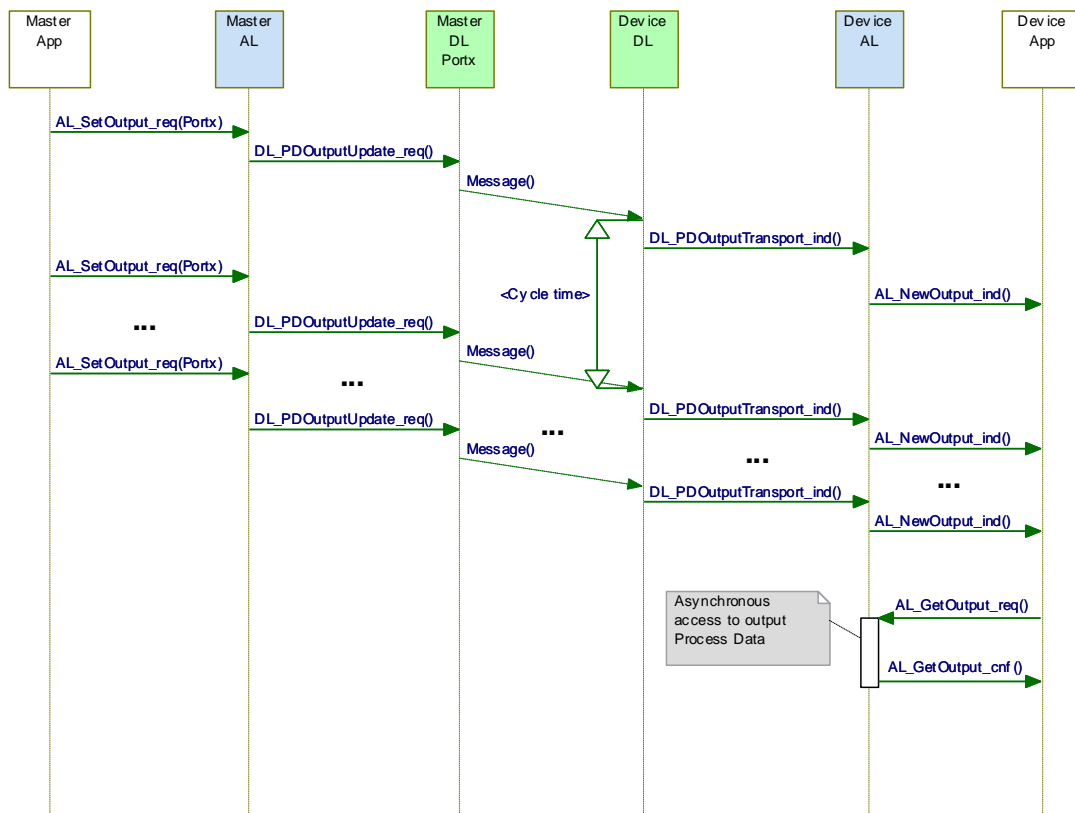 Master
App
Master
AL
Master
DL
Portx
Device
DL
Device
AL
Device
App
AL_SetOutput_req(Portx)
DL_PDOutputUpdate_req()
Message()
DL_PDOutputTransport_ind()
AL_SetOutput_req(Portx)
<Cycle time>
AL_NewOutput_ind()
...
DL_PDOutputUpdate_req()
Message()
AL_SetOutput_req(Portx)
...
DL_PDOutputTransport_ind()
DL_PDOutputUpdate_req()
...
AL_NewOutput_ind()
Message()
...
DL_PDOutputTransport_ind()
...
AL_NewOutput_ind()
Asynchronous
access to output
Process Data
AL_GetOutput_req()
AL_GetOutput_cnf()